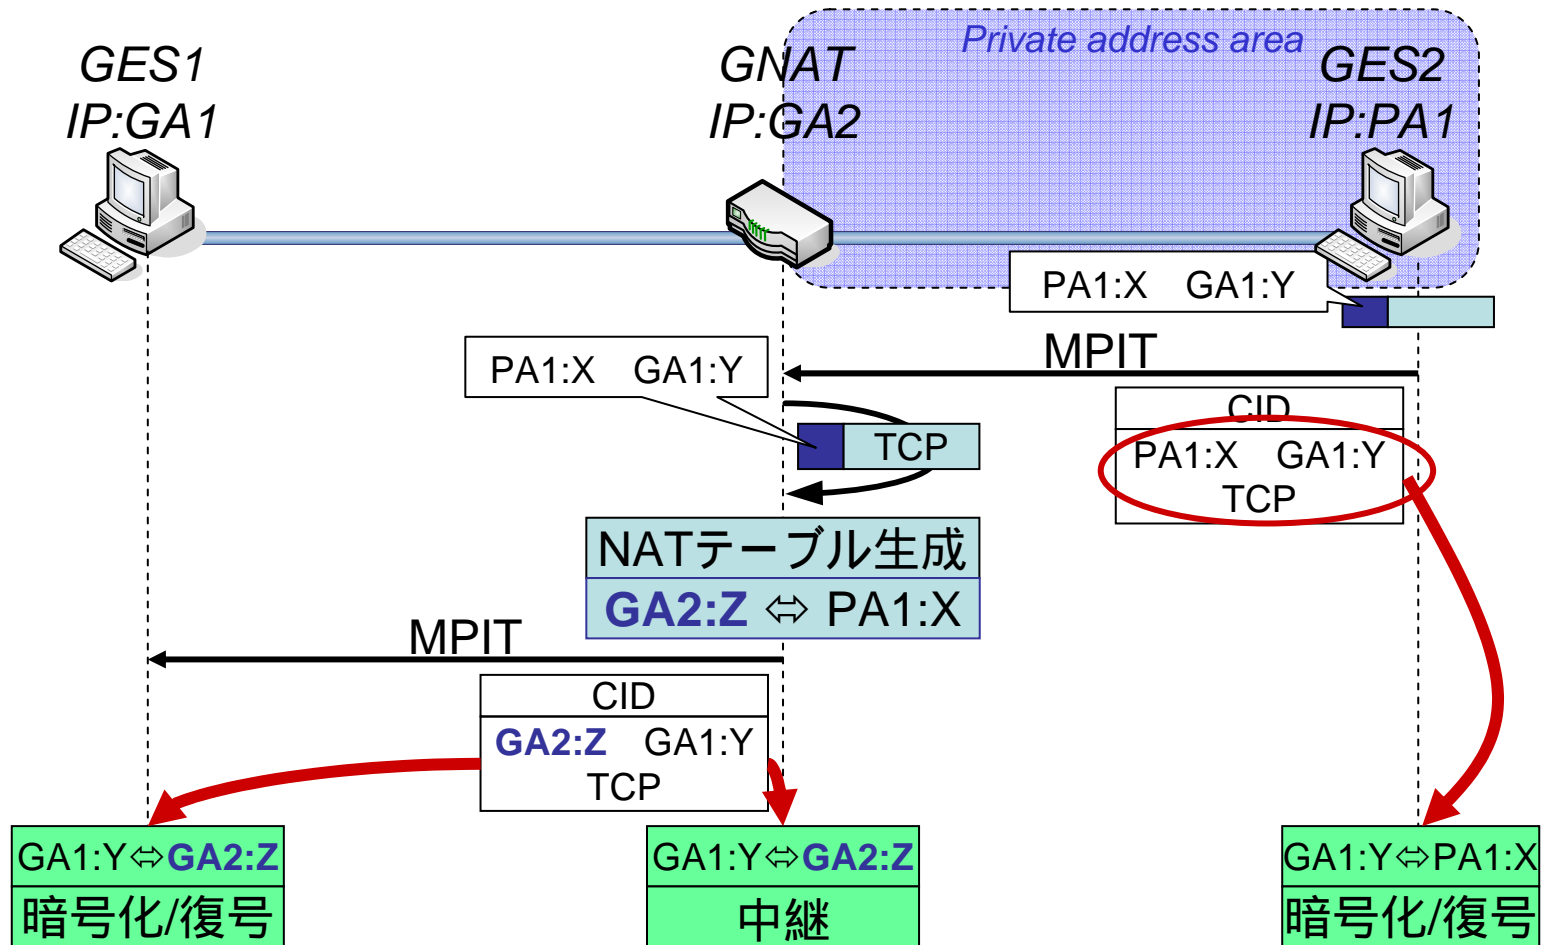 Private address area
GES1
IP:GA1
GNAT
IP:GA2
GES2
IP:PA1
PA1:X GA1:Y
MPIT
PA1:X GA1:Y
TCP
CID
PA1:X GA1:Y
TCP
NATテーブル生成
GA2:Z ⇔ PA1:X
MPIT
CID
GA2:Z GA1:Y
TCP
GA1:Y⇔GA2:Z
暗号化/復号
GA1:Y⇔GA2:Z
中継
GA1:Y⇔PA1:X
暗号化/復号